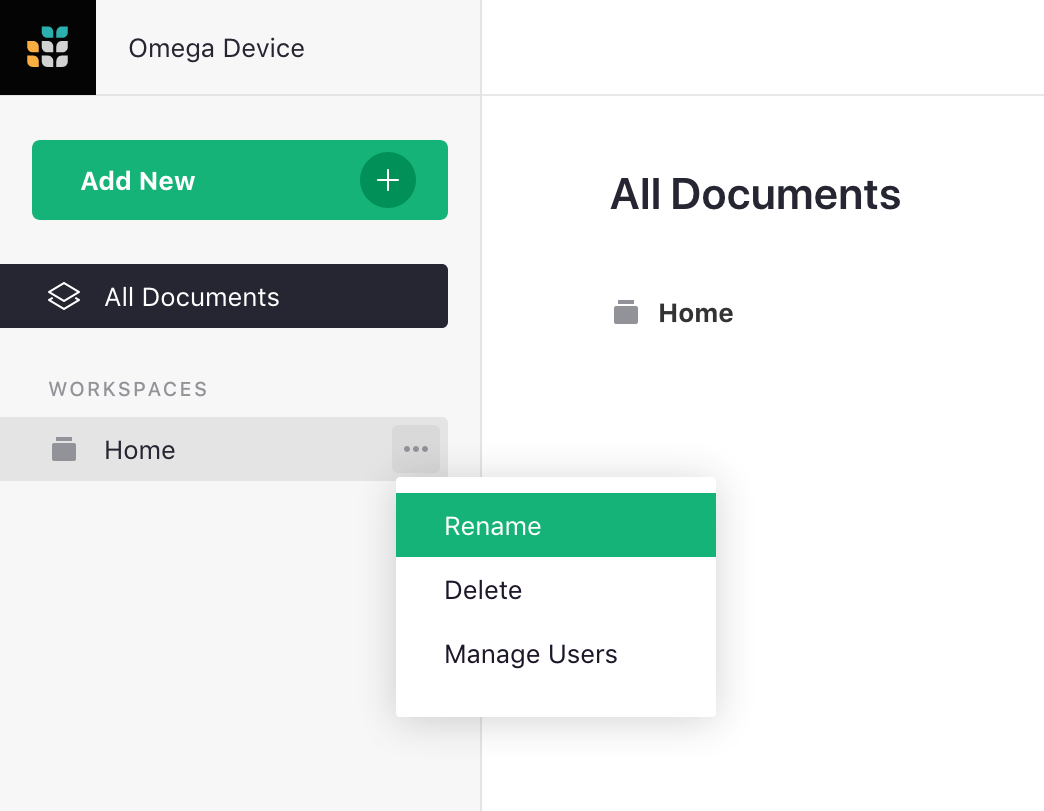 Omega Device
Add New
All Documents
All Documents
Home
WORKSPACES
Home
Rename
Delete
Manage Users